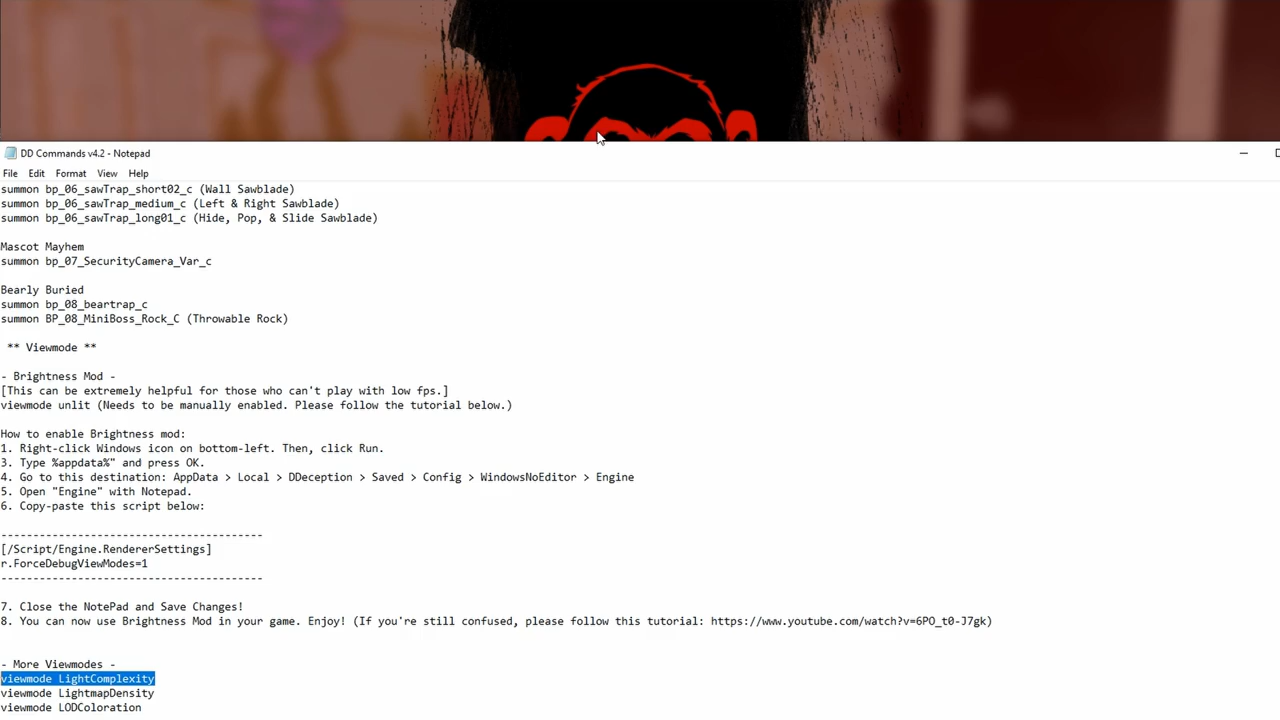 DD Commands v4.2 - Notepad
File Edit Format View Help
summon bp_06_sawTrap_short02_c (Wall Sawblade)
summon bp_06_sawTrap_medium_c (Left & Right Sawblade)
summon bp_06_sawTrap_long01_c (Hide, Pop, & Slide Sawblade)
Mascot Mayhem
summon bp_07_SecurityCamera_Var_c
Bearly Buried
summon bp_08_beartrap_c
summon BP_08_MiniBoss_Rock_C (Throwable Rock)
** Viewmode **
- Brightness Mod -
[This can be extremely helpful for those who can't play with low fps.]
viewmode unlit (Needs to be manually enabled. Please follow the tutorial below.)
How to enable Brightness mod:
1. Right-click Windows icon on bottom-left. Then, click Run.
3. Type %appdata%" and press OK.
4. Go to this destination: AppData > Local > DDeception > Saved > Config > WindowsNoEditor > Engine
5. Open "Engine" with Notepad.
6. Copy-paste this script below:
-----------------------------------------
[/Script/Engine.RendererSettings]
r.ForceDebugViewModes=1
-----------------------------------------
7. Close the NotePad and Save Changes!
8. You can now use Brightness Mod in your game. Enjoy! (If you're still confused, please follow this tutorial: https://www.youtube.com/watch?v=6PO_t0-J7gk)
- More Viewmodes -
viewmode LightComplexity
viewmode LightmapDensity
viewmode LODColoration